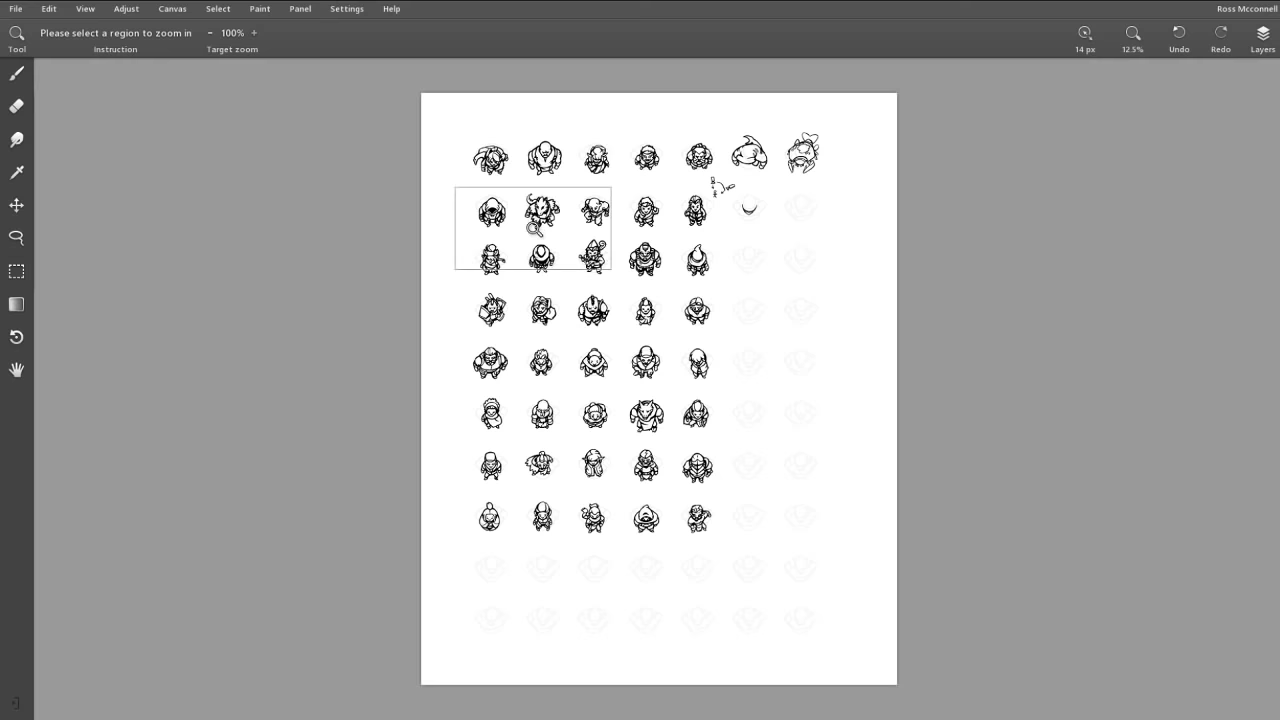 File Edit View Adjust Canvas Select Paint Panel Settings Help Ross Mcconnell
Please select a region to zoom in - 100% +
Tool Instruction Target zoom 14 px 12.5% Undo Redo Layers